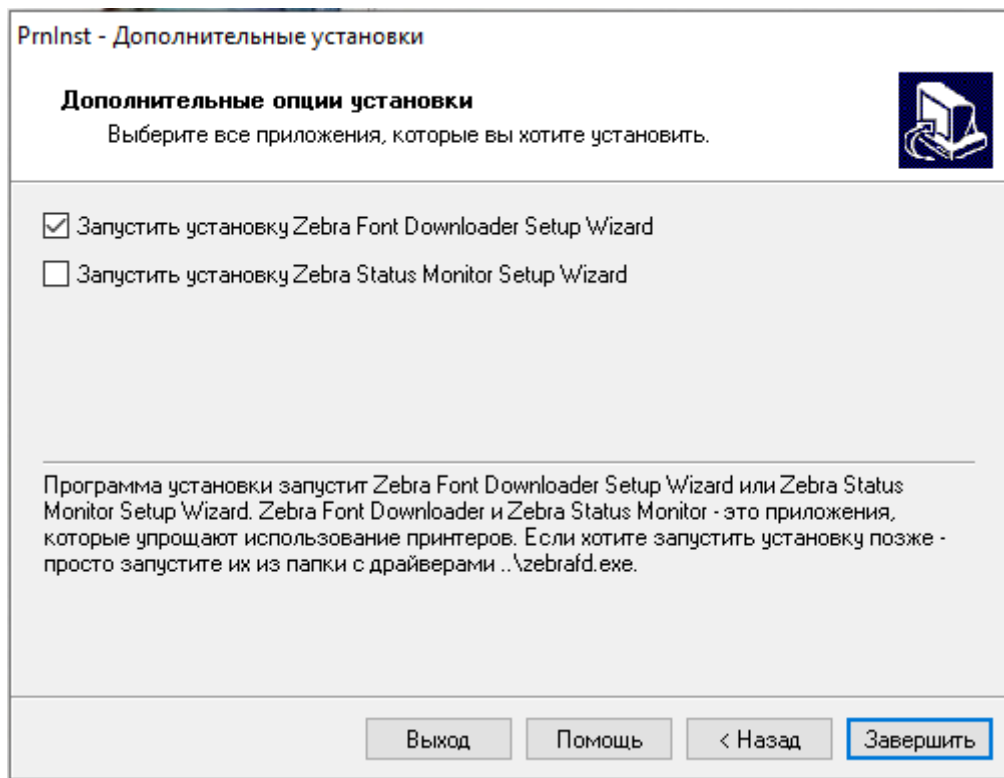 PrnInst - Дополнительные установки
Дополнительные опции установки
Выберите все приложения, которые вы хотите установить.
Запустить установку Zebra Font Downloader Setup Wizard
Запустить установку Zebra Status Monitor Setup Wizard
Программа установки запустит Zebra Font Downloader Setup Wizard или Zebra Status
Monitor Setup Wizard. Zebra Font Downloader и Zebra Status Monitor - это приложения,
которые упрощают использование принтеров. Если хотите запустить установку позже -
просто запустите их из папки с драйверами ..\zebrafd.exe.
Выход
Помощь
< Назад
Завершить